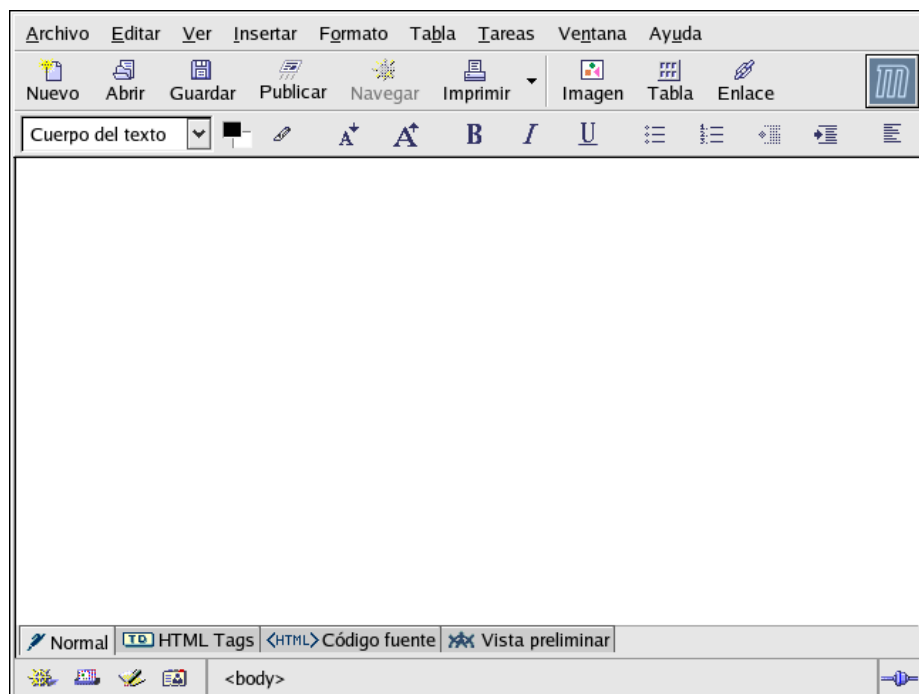 Archivo Editar Ver Insertar Formato Tabla Tareas Ventana Ayuda
Nuevo Abrir Guardar Publicar Navegar Imprimir Imagen Tabla Enlace
Cuerpo del texto A A B I U
Normal TD HTML Tags <HTML> Código fuente Vista preliminar
<body>